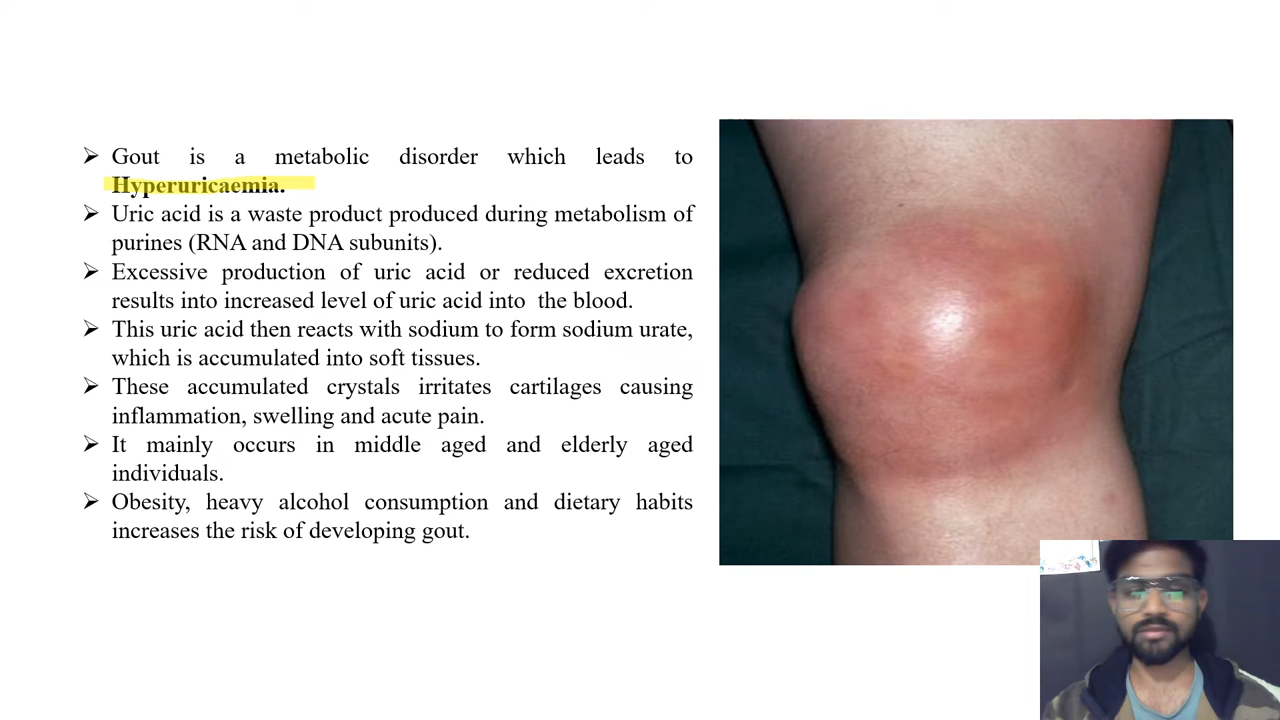 Gout is a metabolic disorder which leads to
Hyperuricaemia.
Uric acid is a waste product produced during metabolism of
purines (RNA and DNA subunits).
Excessive production of uric acid or reduced excretion
results into increased level of uric acid into the blood.
This uric acid then reacts with sodium to form sodium urate,
which is accumulated into soft tissues.
These accumulated crystals irritates cartilages causing
inflammation, swelling and acute pain.
It mainly occurs in middle aged and elderly aged
individuals.
Obesity, heavy alcohol consumption and dietary habits
increases the risk of developing gout.